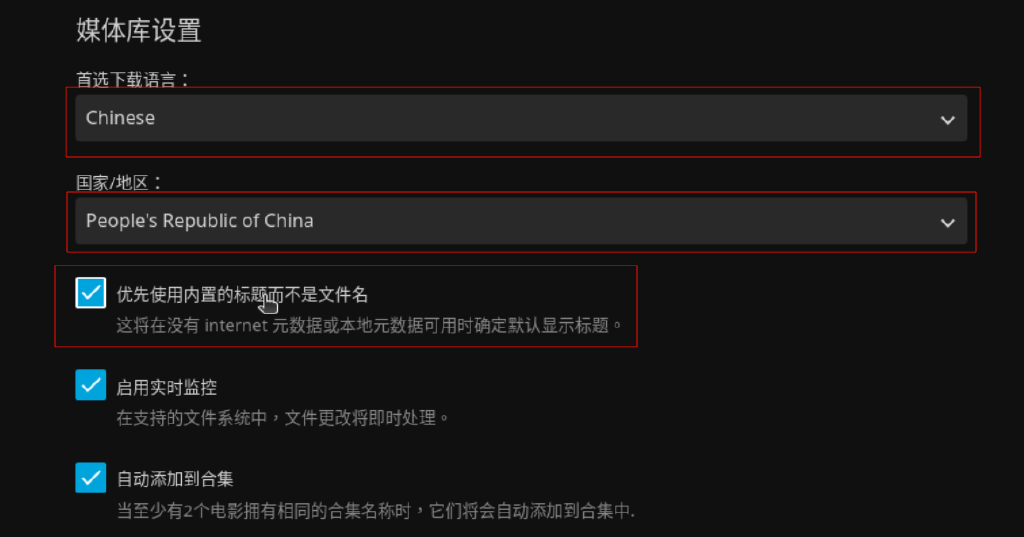 媒体库设置
首选下载语言：
Chinese
国家/地区：
People's Republic of China
优先使用内置的标题而不是文件名
这将在没有 internet 元数据或本地元数据可用时确定默认显示标题。
启用实时监控
在支持的文件系统中，文件更改将即时处理。
自动添加到合集
当至少有2个电影拥有相同的合集名称时，它们将会自动添加到合集中.